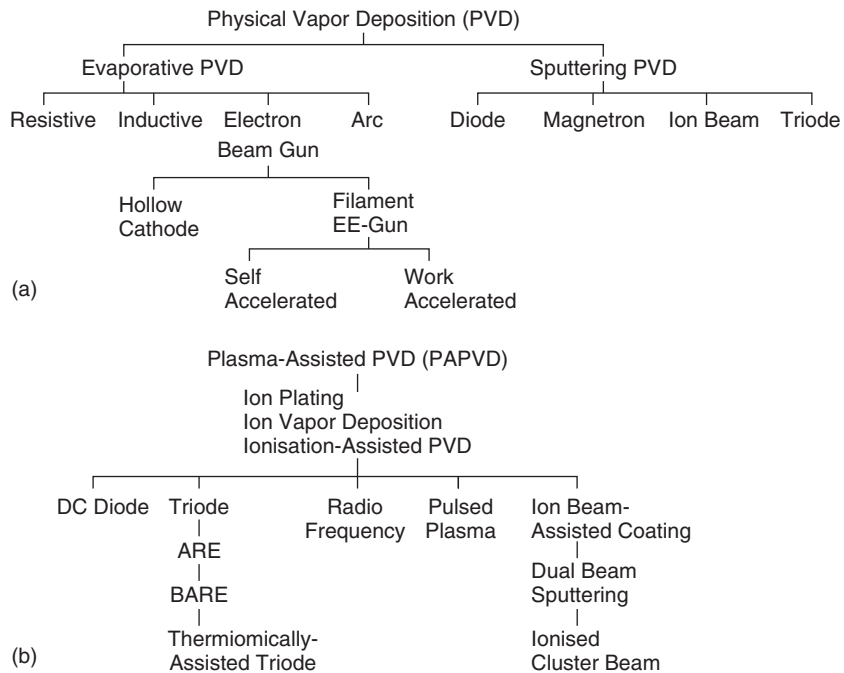 Physical Vapor Deposition (PVD)
Evaporative PVD
Sputtering PVD
Resistive
Inductive
Electron
Beam Gun
Arc
Diode
Magnetron
Ion Beam
Triode
Hollow
Cathode
Filament
EE-Gun
Self
Accelerated
Work
Accelerated
(a)
Plasma-Assisted PVD (PAPVD)
Ion Plating
Ion Vapor Deposition
Ionisation-Assisted PVD
DC Diode
Triode
ARE
BARE
Thermiomically-
Assisted Triode
Radio
Frequency
Pulsed
Plasma
Ion Beam-
Assisted Coating
Dual Beam
Sputtering
Ionised
Cluster Beam
(b)